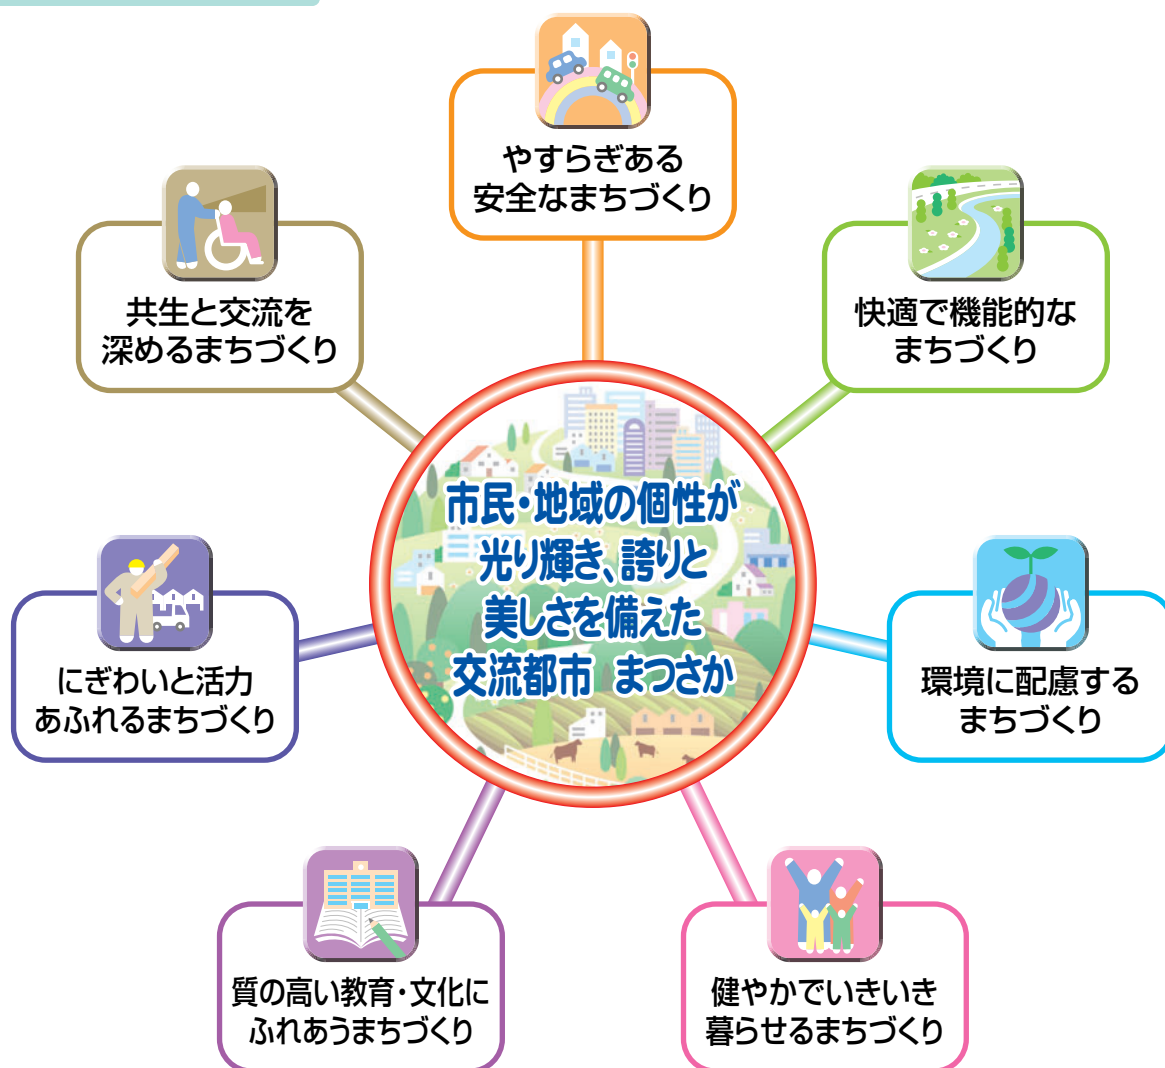 やすらぎある
安全なまちづくり
快適で機能的な
まちづくり
環境に配慮する
まちづくり
健やかでいきいき
暮らせるまちづくり
質の高い教育・文化に
ふれあうまちづくり
にぎわいと活力
あふれるまちづくり
共生と交流を
深めるまちづくり
市民・地域の個性が
光り輝き、誇りと
美しさを備えた
交流都市 まつさか